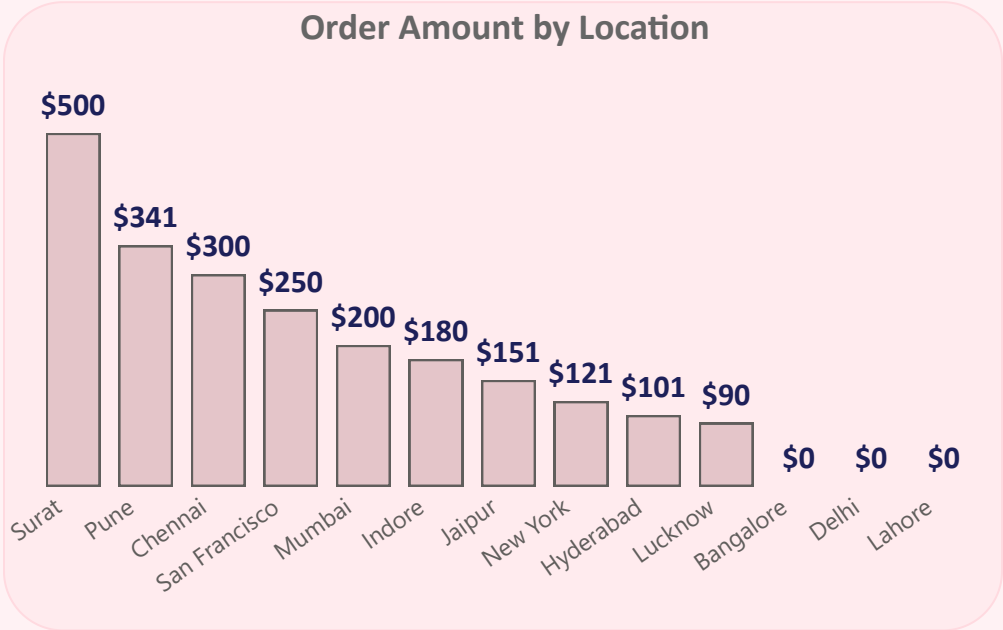 Order Amount by Location
$500
$341
$300
$250
$200
$180
$151
$121
$101
$90
$0
$0
$0
Surat
Pune
Chennai
San Francisco
Mumbai
Indore
Jaipur
New York
Hyderabad
Lucknow
Bangalore
Delhi
Lahore